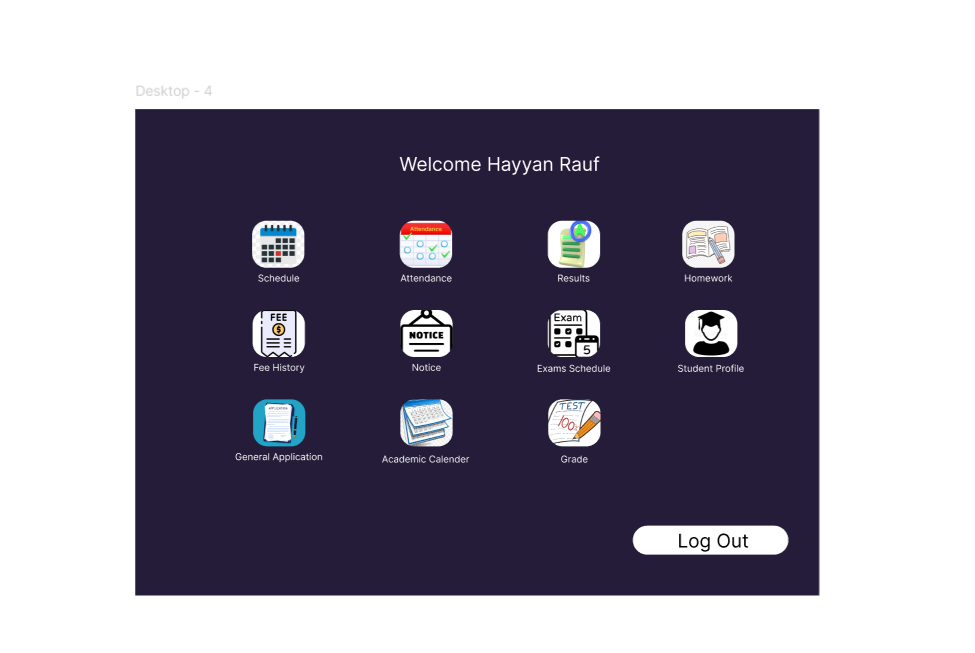 Desktop - 4
Welcome Hayyan Rauf
Attendance
Schedule
Attendance
Results
Homework
FEE
$
NOTICE
Exam
5
Fee History
Notice
Exams Schedule
Student Profile
APPLICATION
TEST
100%
General Application
Academic Calender
Grade
Log Out